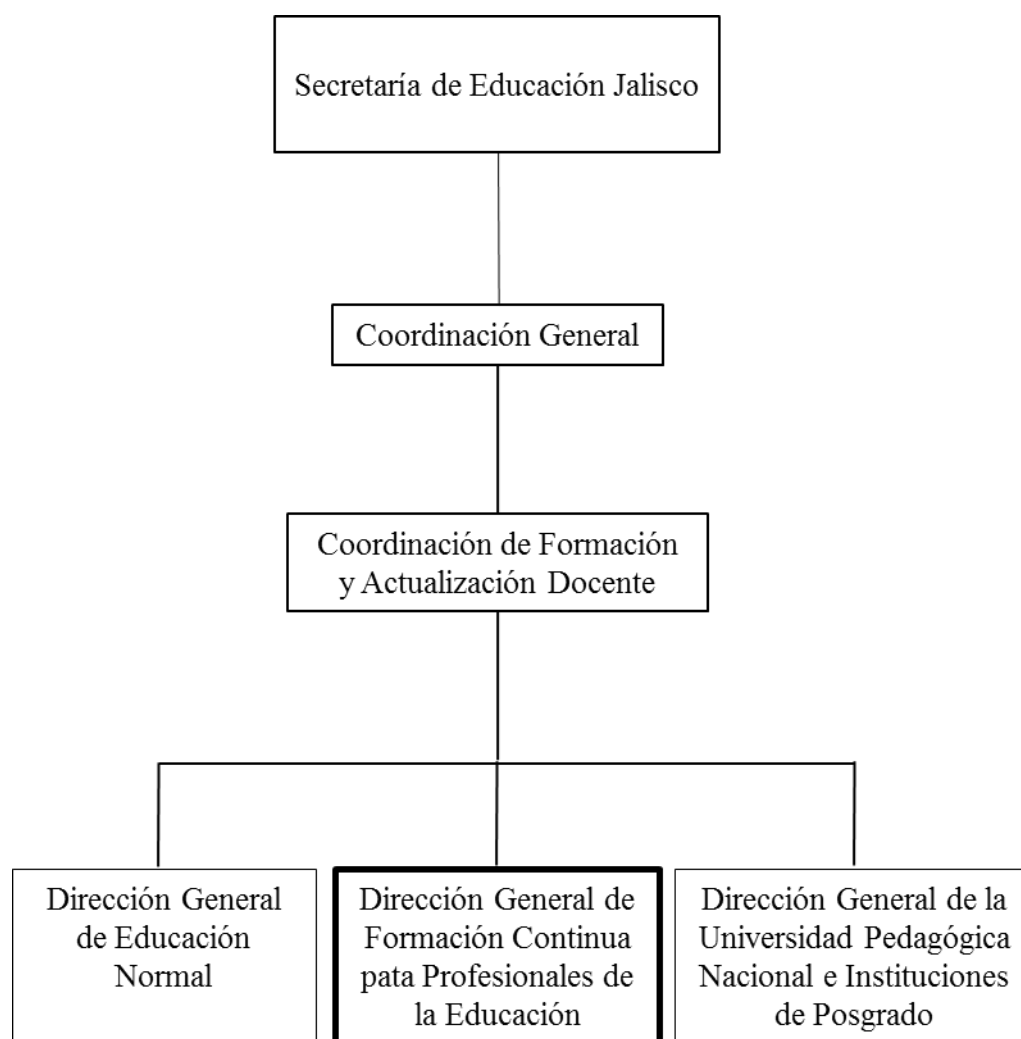 Secretaría de Educación Jalisco
Coordinación General
Coordinación de Formación
y Actualización Docente
Dirección General
de Educación
Normal
Dirección General de
Formación Continua
pata Profesionales de
la Educación
Dirección General de la
Universidad Pedagógica
Nacional e Instituciones
de Posgrado